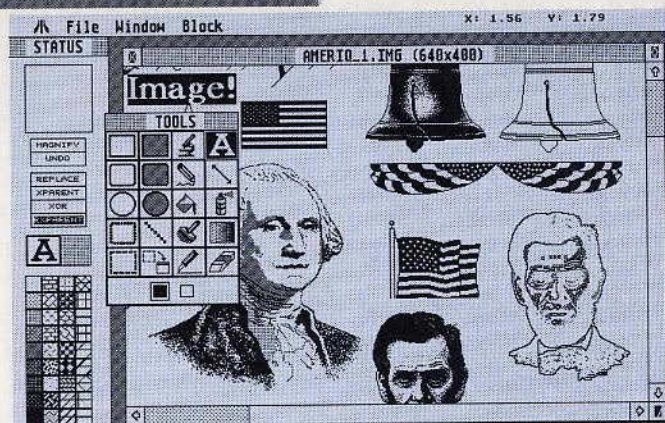 File Window Block
X: 1.56 Y: 1.79
STATUS
AMERIO_1.IMG (640x400)
Image!
TOOLS
A
MAGNIFY
UNDO
REPLACE
XPARENT
XOR
A